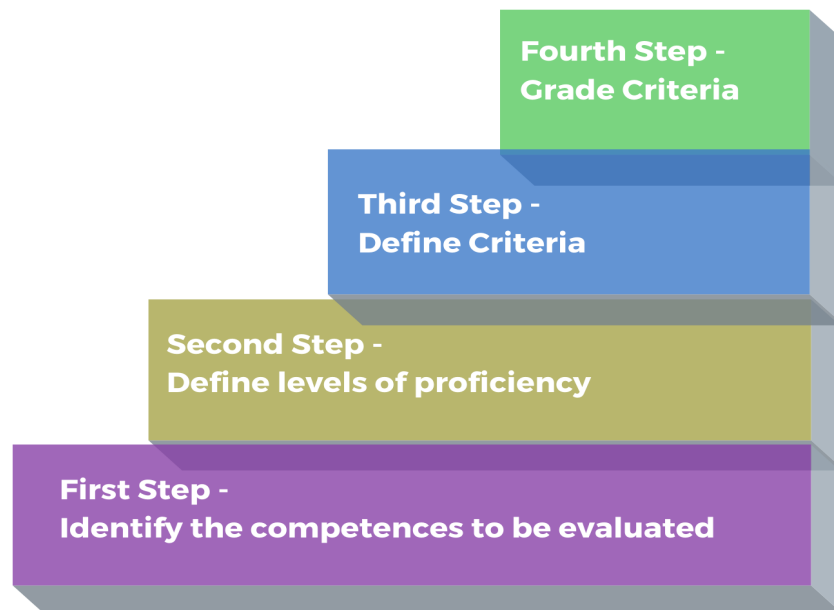 Fourth Step -
Grade Criteria
Third Step -
Define Criteria
Second Step -
Define levels of proficiency
First Step -
Identify the competences to be evaluated